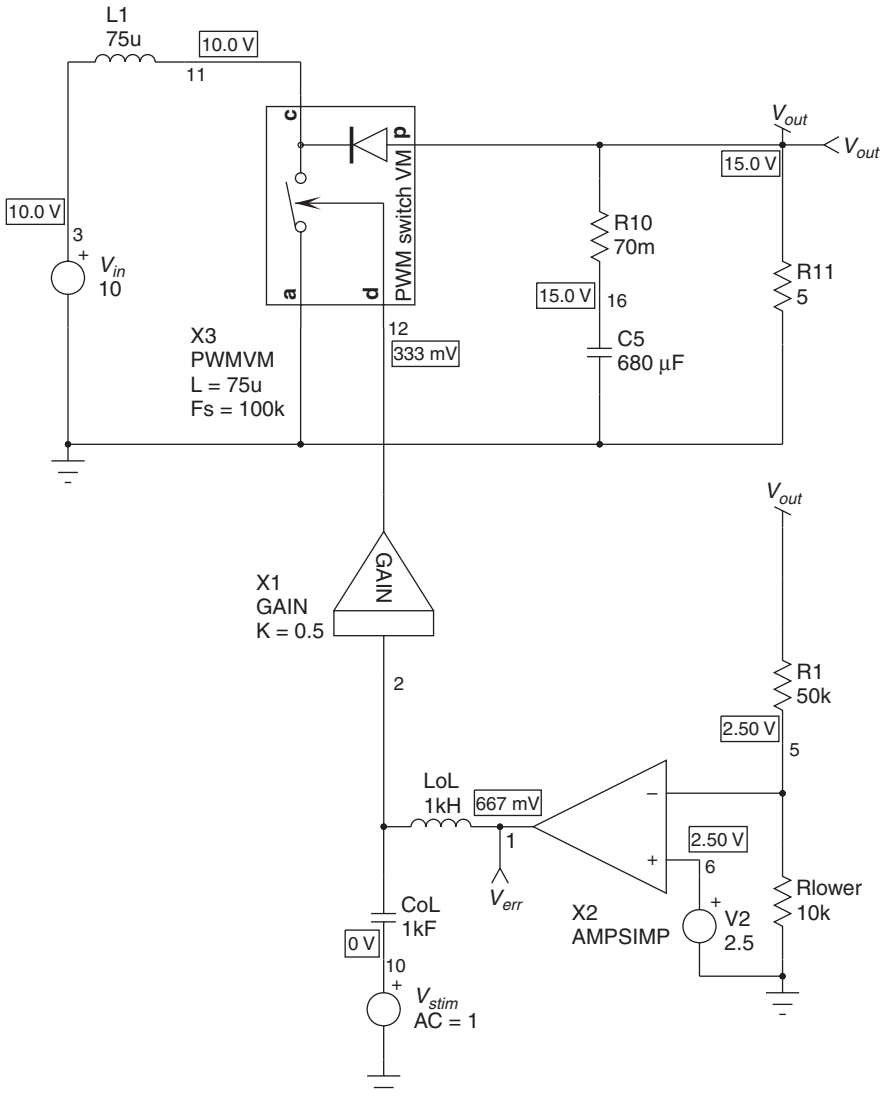 L1
75u
10.0 V
11
c
p
PWM switch VM
a
d
V_out
V_out
15.0 V
10.0 V
3
+
V_in
10
R10
70m
15.0 V
16
C5
680 µF
R11
5
X3
PWMVM
L = 75u
Fs = 100k
12
333 mV
V_out
X1
GAIN
K = 0.5
GAIN
2
R1
50k
2.50 V
5
LoL
1kH
667 mV
1
V_err
−
+
2.50 V
6
X2
AMPSIMP
+
V2
2.5
Rlower
10k
CoL
1kF
0 V
10
+
V_stim
AC = 1